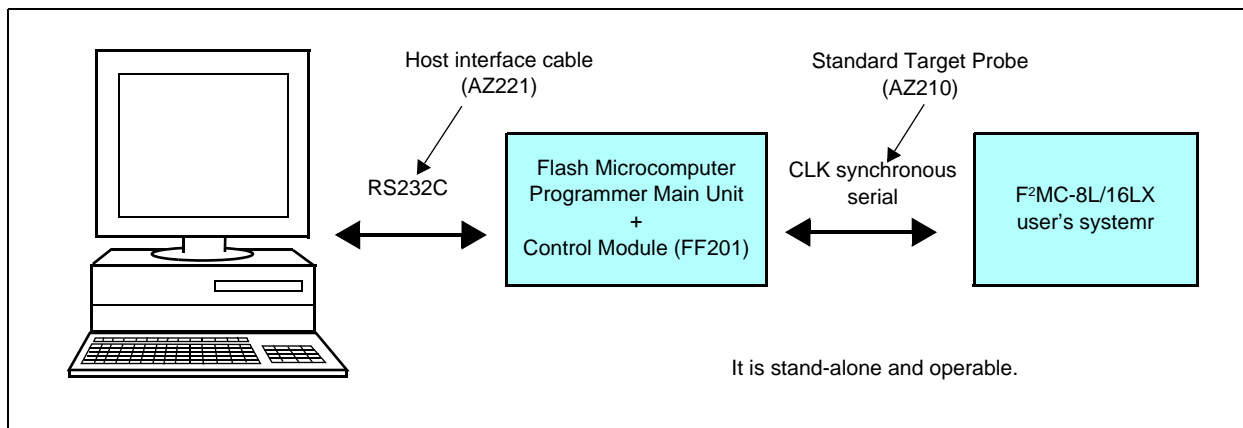 Host interface cable
(AZ221)
Standard Target Probe
(AZ210)
RS232C
Flash Microcomputer
Programmer Main Unit
+
Control Module (FF201)
CLK synchronous
serial
F²MC-8L/16LX
user's systemr
It is stand-alone and operable.